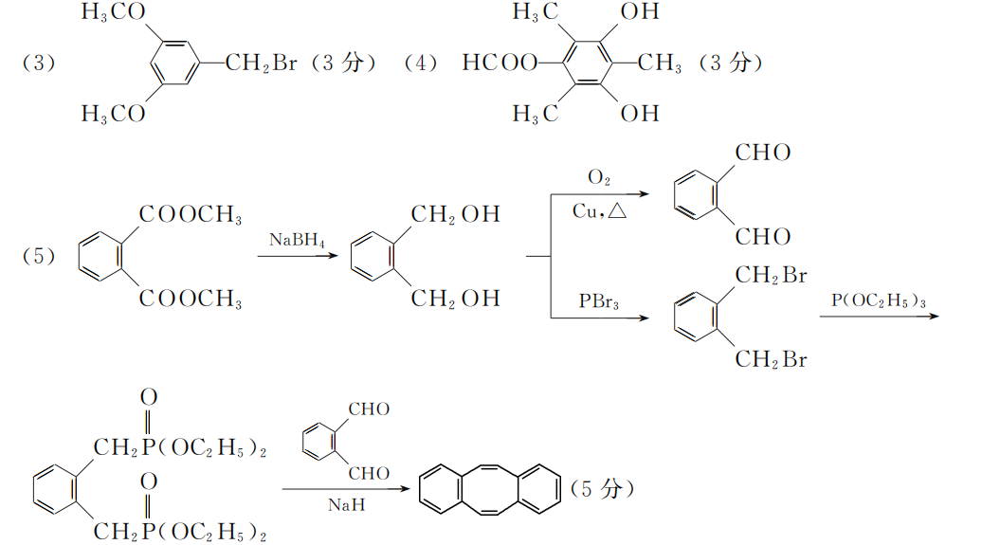 H₃CO
(3) CH₂Br (3 分)
H₃CO
(4) H₃C OH
HCOO CH₃ (3 分)
H₃C OH
(5) COOCH₃
COOCH₃
NaBH₄
CH₂OH
CH₂OH
O₂
Cu,△
CHO
CHO
PBr₃
CH₂Br
CH₂Br
P(OC₂H₅)₃
O
CH₂P(OC₂H₅)₂
O
CH₂P(OC₂H₅)₂
CHO
CHO
NaH
(5 分)